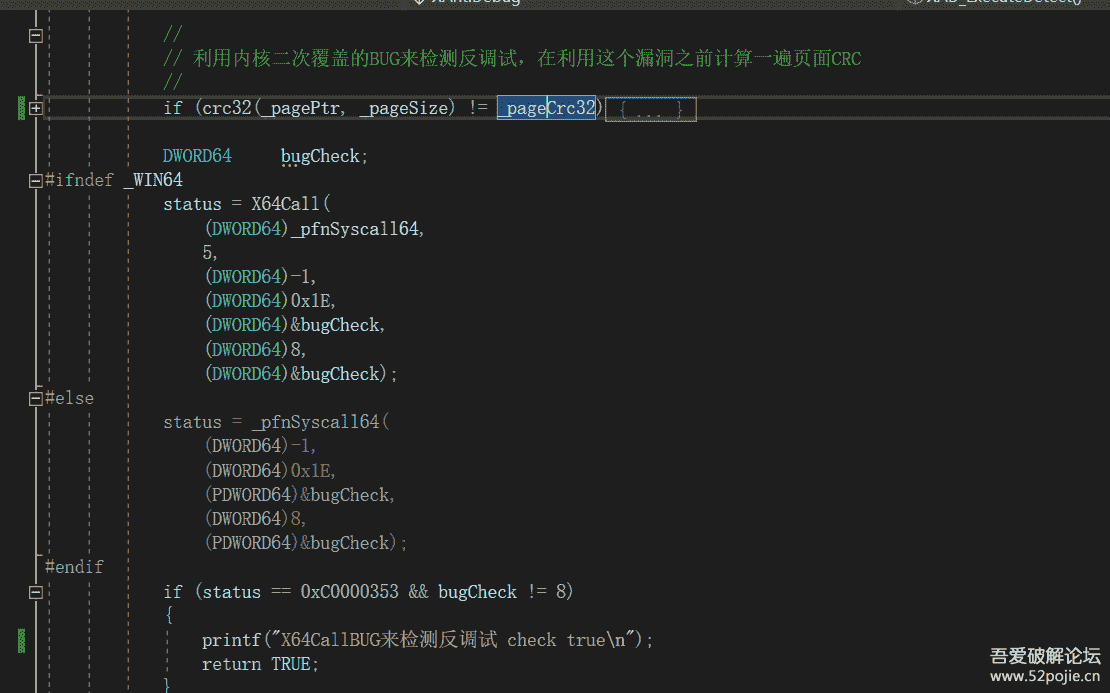 //
// 利用内核二次覆盖的BUG来检测反调试，在利用这个漏洞之前计算一遍页面CRC
//
if (crc32(_pagePtr, _pageSize) != _pageCrc32) { ... }
DWORD64 bugCheck;
#ifndef _WIN64
status = X64Call(
(DWORD64)_pfnSyscall64,
5,
(DWORD64)-1,
(DWORD64)0x1E,
(DWORD64)&bugCheck,
(DWORD64)8,
(DWORD64)&bugCheck);
#else
status = _pfnSyscall64(
(DWORD64)-1,
(DWORD64)0x1E,
(PDWORD64)&bugCheck,
(DWORD64)8,
(PDWORD64)&bugCheck);
#endif
if (status == 0xC0000353 && bugCheck != 8)
{
printf("X64CallBUG来检测反调试 check true\n");
return TRUE;
}
吾爱破解论坛
www.52pojie.cn